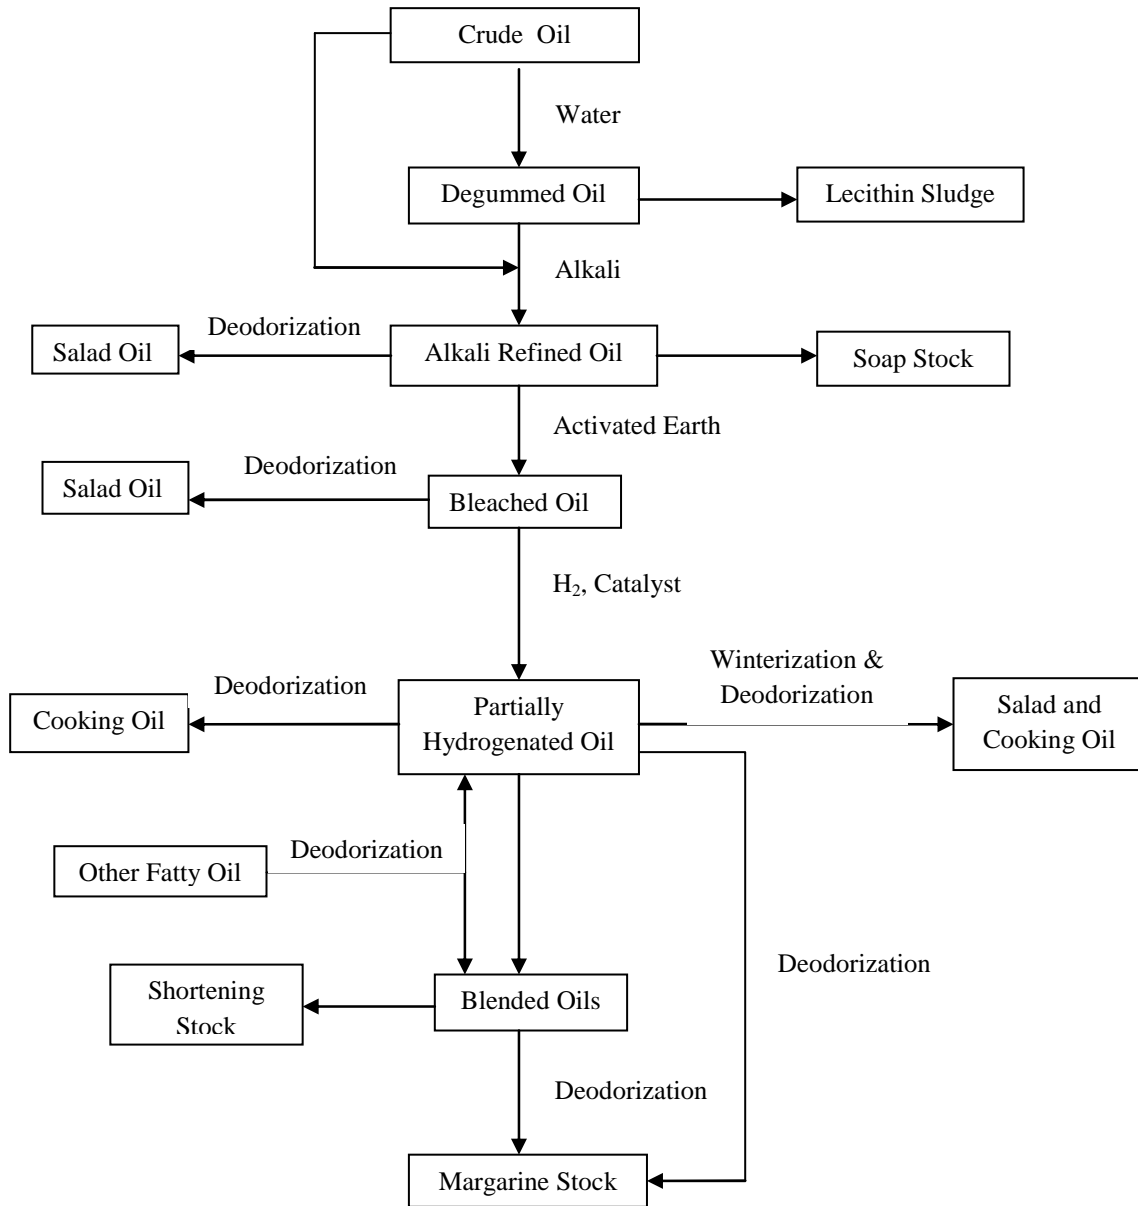 Crude Oil
Water
Degummed Oil
Lecithin Sludge
Alkali
Deodorization
Salad Oil
Alkali Refined Oil
Soap Stock
Activated Earth
Deodorization
Salad Oil
Bleached Oil
H₂, Catalyst
Winterization &
Deodorization
Deodorization
Cooking Oil
Partially
Hydrogenated Oil
Salad and
Cooking Oil
Deodorization
Other Fatty Oil
Deodorization
Shortening
Stock
Blended Oils
Deodorization
Margarine Stock